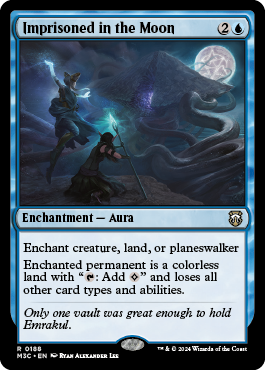 Imprisoned in the Moon 2
Enchantment — Aura
Enchant creature, land, or planeswalker
Enchanted permanent is a colorless
land with “: Add ” and loses all
other card types and abilities.
Only one vault was great enough to hold
Emrakul.
R 0188
M3C • EN Ryan Alexander Lee
™ & © 2024 Wizards of the Coast